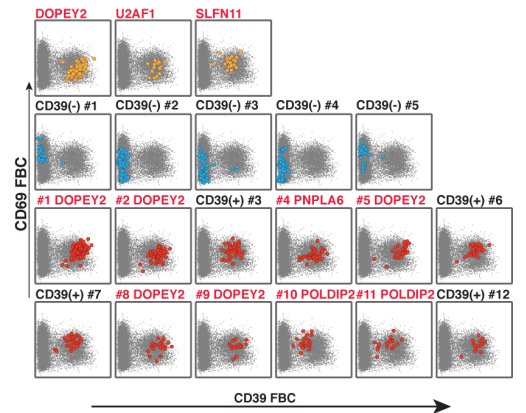 DOPEY2 U2AF1 SLFN11
CD39(-) #1 CD39(-) #2 CD39(-) #3 CD39(-) #4 CD39(-) #5
#1 DOPEY2 #2 DOPEY2 CD39(+) #3 #4 PNPLA6 #5 DOPEY2 CD39(+) #6
CD39(+) #7 #8 DOPEY2 #9 DOPEY2 #10 POLDIP2 #11 POLDIP2 CD39(+) #12
CD69 FBC
CD39 FBC